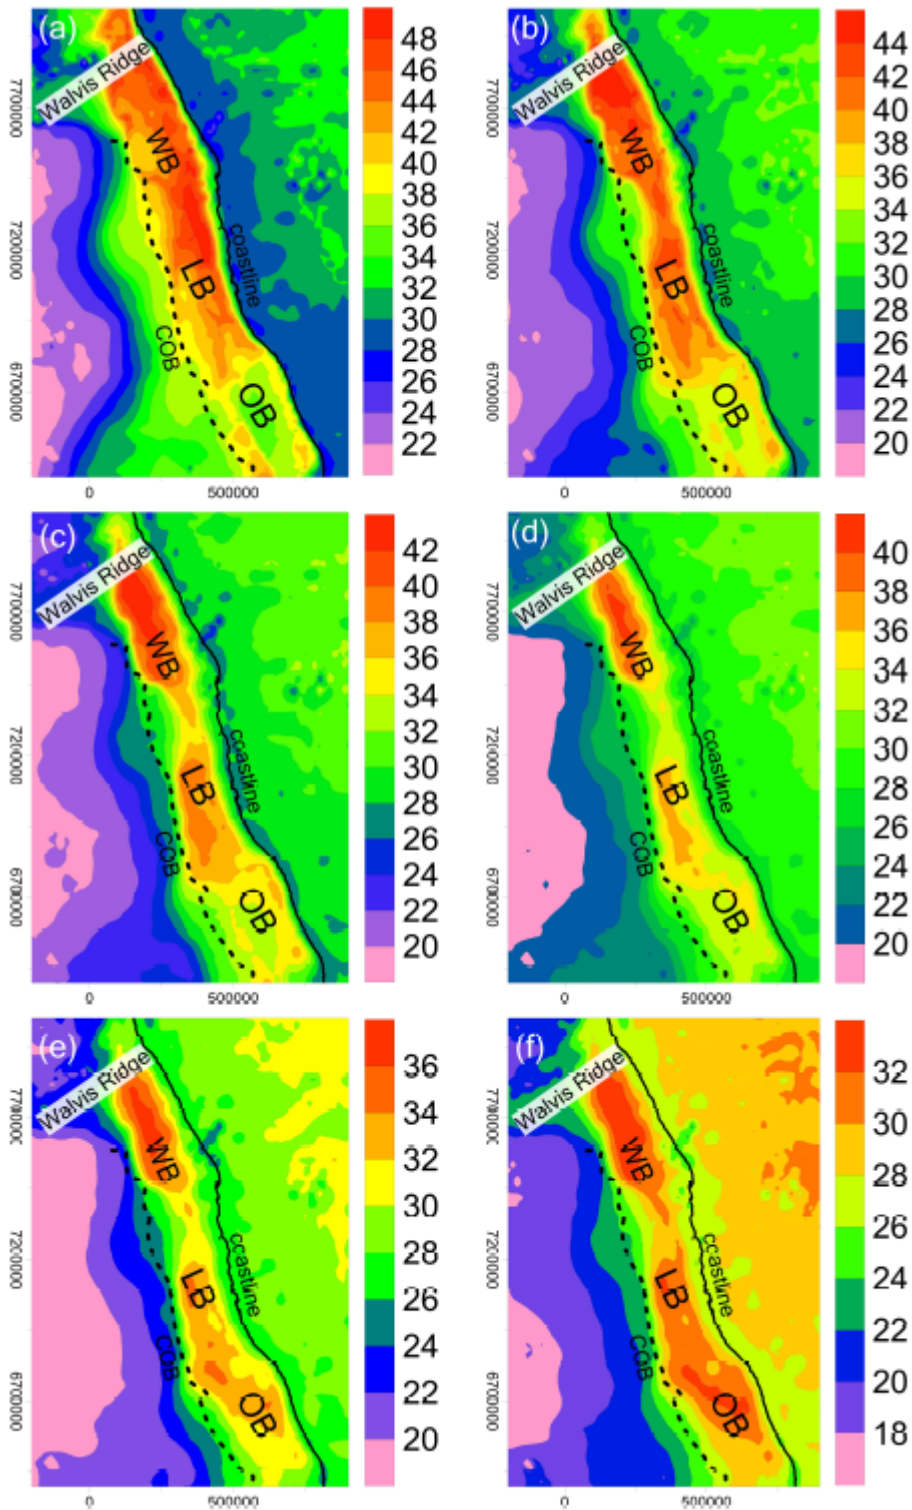 (a)
Walvis Ridge
WB
LB
OB
coastline
COB
7700000
7200000
6700000
0
500000
48
46
44
42
40
38
36
34
32
30
28
26
24
22
(b)
Walvis Ridge
WB
LB
OB
coastline
COB
7700000
7200000
6700000
0
500000
44
42
40
38
36
34
32
30
28
26
24
22
20
(c)
Walvis Ridge
WB
LB
OB
coastline
COB
7700000
7200000
6700000
0
500000
42
40
38
36
34
32
30
28
26
24
22
20
(d)
Walvis Ridge
WB
LB
OB
coastline
COB
7700000
7200000
6700000
0
500000
40
38
36
34
32
30
28
26
24
22
20
(e)
Walvis Ridge
WB
LB
OB
coastline
COB
7700000
7200000
6700000
0
500000
36
34
32
30
28
26
24
22
20
(f)
Walvis Ridge
WB
LB
OB
coastline
COB
7700000
7200000
6700000
0
500000
32
30
28
26
24
22
20
18